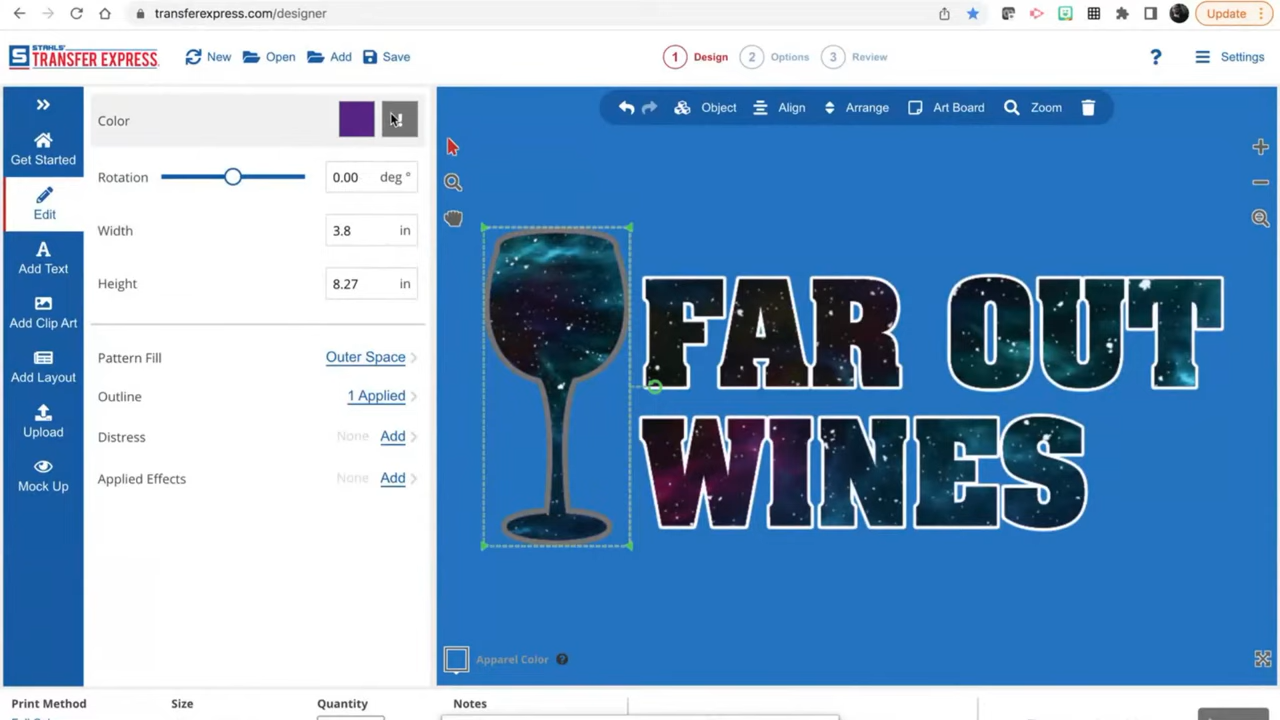 transferexpress.com/designer
Update
STAHLS'
TRANSFER EXPRESS
New
Open
Add
Save
1 Design
2 Options
3 Review
?
Settings
Get Started
Edit
Add Text
Add Clip Art
Add Layout
Upload
Mock Up
Color
Rotation
0.00 deg °
Width
3.8 in
Height
8.27 in
Pattern Fill
Outer Space
Outline
1 Applied
Distress
None Add
Applied Effects
None Add
Object
Align
Arrange
Art Board
Zoom
FAR OUT
WINES
Apparel Color ?
Print Method
Size
Quantity
Notes